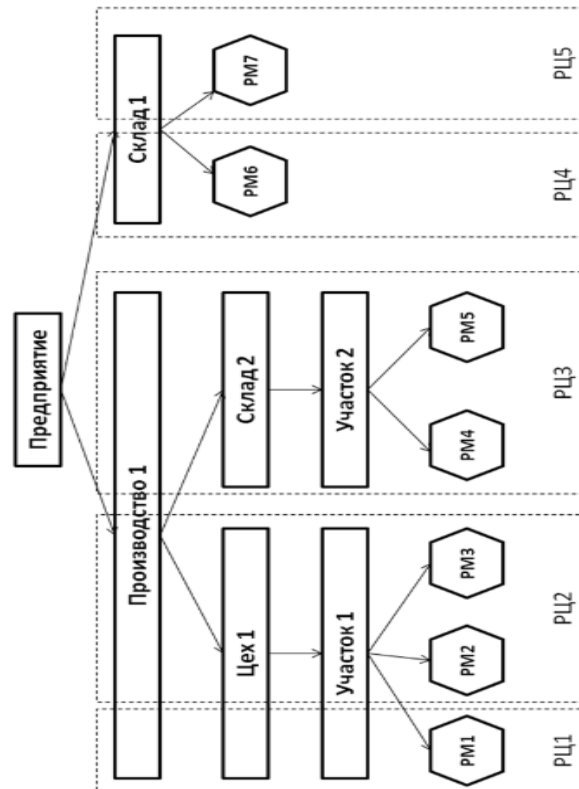 Предприятие
Производство 1
Склад 1
Цех 1
Склад 2
РМ6
РМ7
Участок 1
Участок 2
РМ1
РМ2
РМ3
РМ4
РМ5
РЦ1
РЦ2
РЦ3
РЦ4
РЦ5